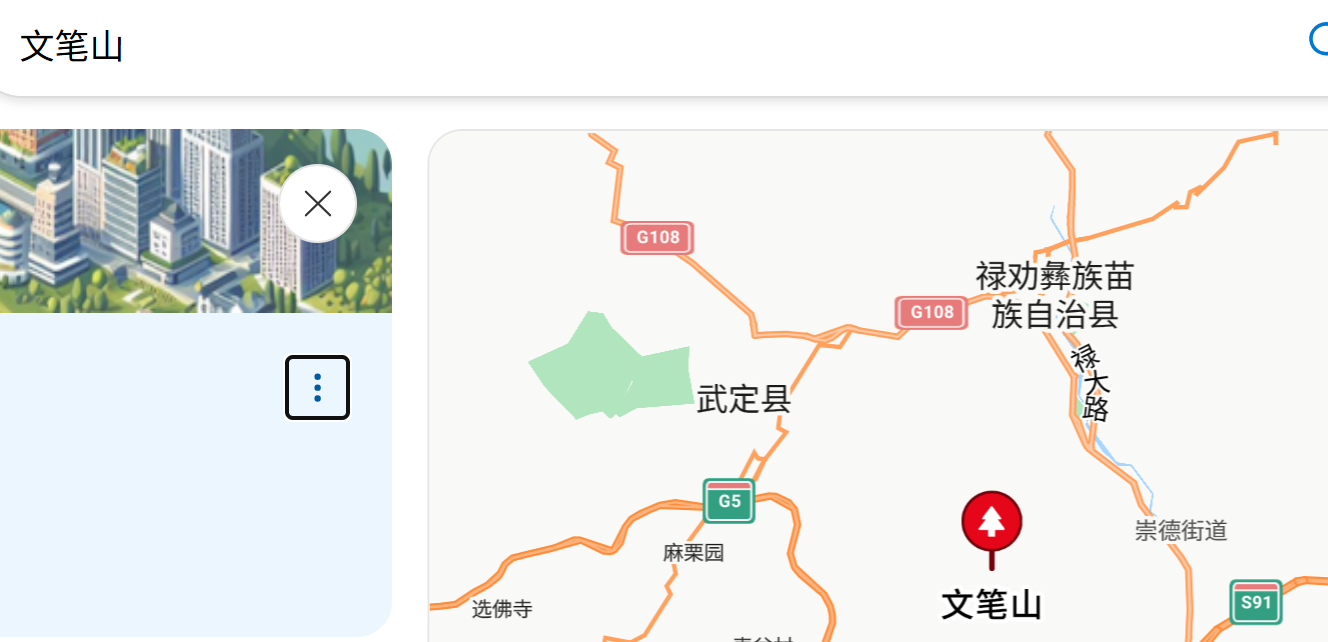 文笔山
G108
禄劝彝族苗
族自治县
G108
禄大路
武定县
G5
崇德街道
麻栗园
S91
文笔山
选佛寺